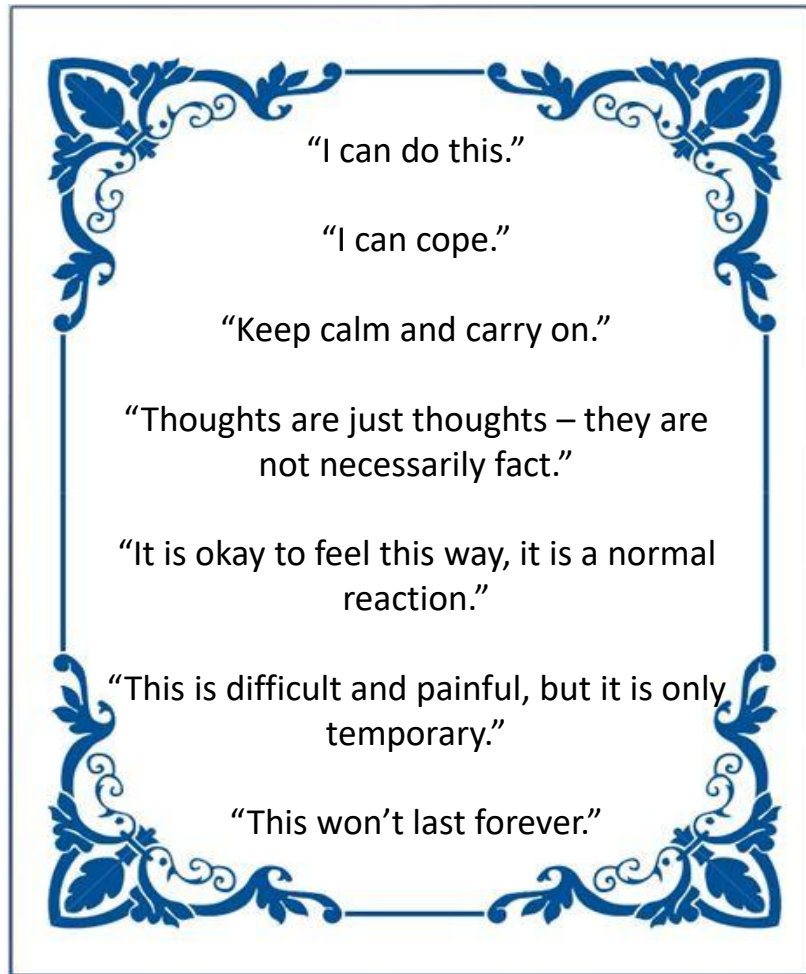 “I can do this.”
“I can cope.”
“Keep calm and carry on.”
“Thoughts are just thoughts – they are
not necessarily fact.”
“It is okay to feel this way, it is a normal
reaction.”
“This is difficult and painful, but it is only
temporary.”
“This won’t last forever.”